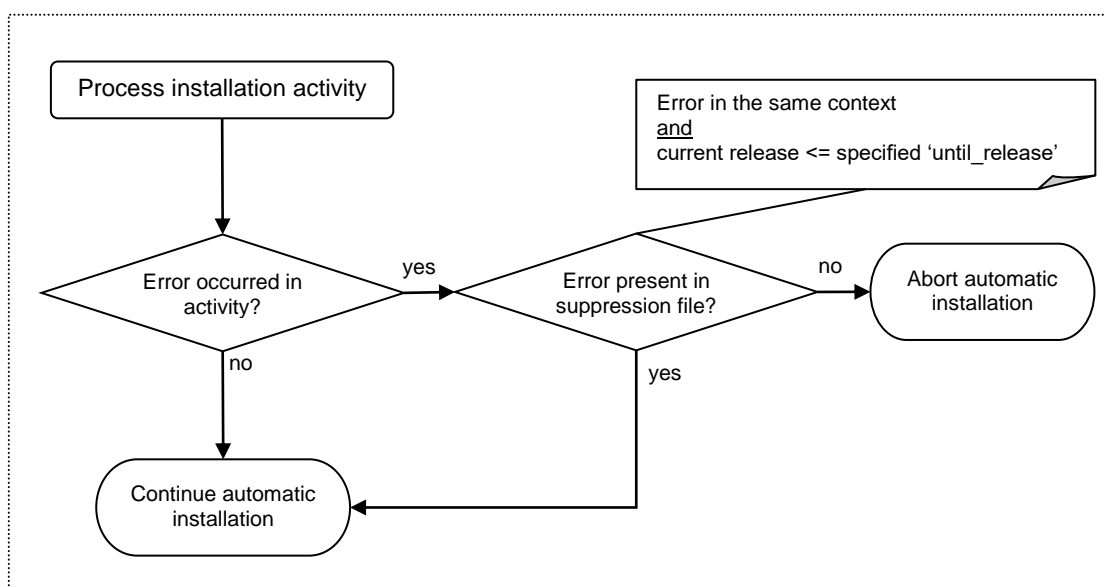 Process installation activity
Error in the same context
and
current release <= specified ‘until_release’
Error occurred in
activity?
yes
Error present in
suppression file?
no
Abort automatic
installation
no
yes
Continue automatic
installation